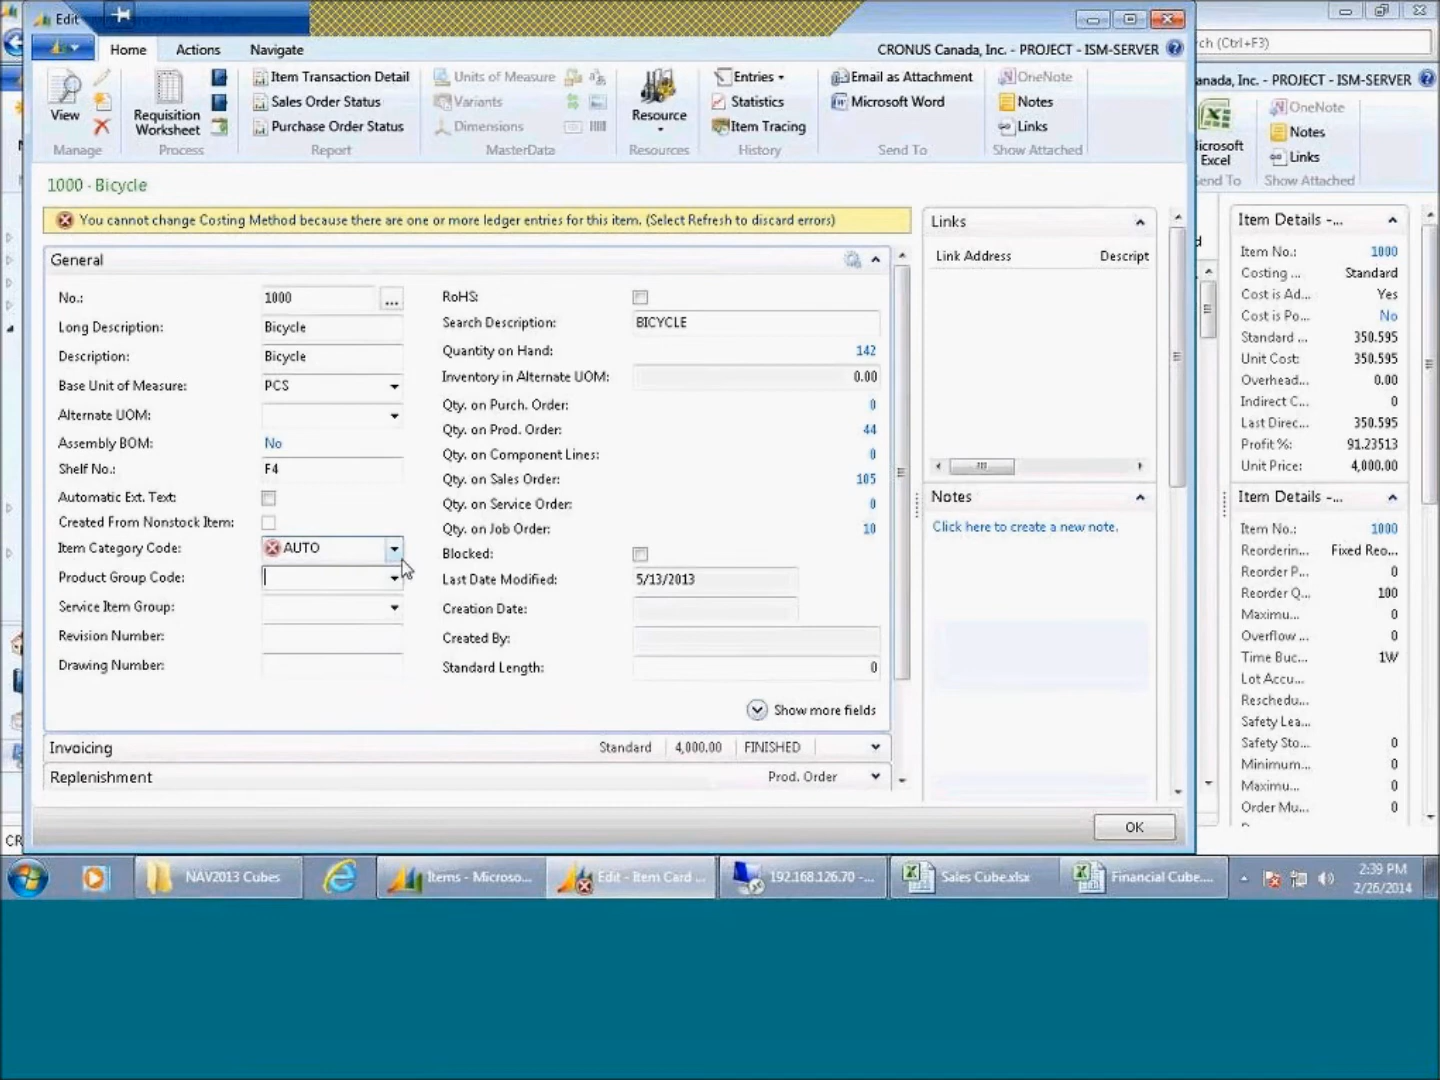 Edit
Home
Actions
Navigate
CRONUS Canada, Inc. - PROJECT - ISM-SERVER
View
Manage
Requisition
Worksheet
Process
Item Transaction Detail
Sales Order Status
Purchase Order Status
Report
Units of Measure
Variants
Dimensions
MasterData
Resource
Resources
Entries
Statistics
Item Tracing
History
Email as Attachment
Microsoft Word
Send To
OneNote
Notes
Links
Show Attached
1000 · Bicycle
You cannot change Costing Method because there are one or more ledger entries for this item. (Select Refresh to discard errors)
General
No.: 1000 ...
Long Description: Bicycle
Description: Bicycle
Base Unit of Measure: PCS
Alternate UOM:
Assembly BOM: No
Shelf No.: F4
Automatic Ext. Text:
Created From Nonstock Item:
Item Category Code: AUTO
Product Group Code:
Service Item Group:
Revision Number:
Drawing Number:
RoHS:
Search Description: BICYCLE
Quantity on Hand: 142
Inventory in Alternate UOM: 0.00
Qty. on Purch. Order: 0
Qty. on Prod. Order: 44
Qty. on Component Lines: 0
Qty. on Sales Order: 105
Qty. on Service Order: 0
Qty. on Job Order: 10
Blocked:
Last Date Modified: 5/13/2013
Creation Date:
Created By:
Standard Length: 0
Show more fields
Invoicing Standard 4,000.00 FINISHED
Replenishment Prod. Order
Links
Link Address Descript
Notes
Click here to create a new note.
OK
ch (Ctrl+F3)
anada, Inc. - PROJECT - ISM-SERVER
icrosoft
Excel
end To
OneNote
Notes
Links
Show Attached
Item Details -...
Item No.: 1000
Costing ... Standard
Cost is Ad... Yes
Cost is Po... No
Standard ... 350.595
Unit Cost: 350.595
Overhead... 0.00
Indirect C... 0
Last Direc... 350.595
Profit %: 91.23513
Unit Price: 4,000.00
Item Details -...
Item No.: 1000
Reorderin... Fixed Reo...
Reorder P... 0
Reorder Q... 100
Maximu... 0
Overflow ... 0
Time Buc... 1W
Lot Accu...
Reschedu...
Safety Lea...
Safety Sto... 0
Minimum... 0
Maximu... 0
Order Mu... 0
CR
NAV2013 Cubes
Items - Microso...
Edit - Item Card ...
192.168.126.70 -...
Sales Cube.xlsx
Financial Cube....
2:39 PM
2/26/2014